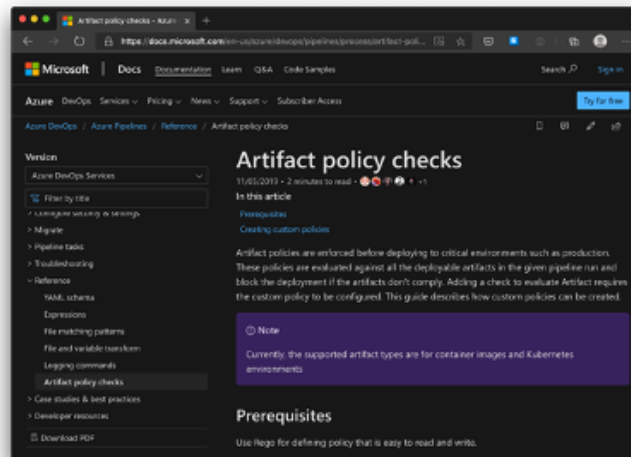 Artifact policy checks - Azure
https://docs.microsoft.com/en-us/azure/devops/pipelines/process/artifact-poli...
Microsoft | Docs Documentation Learn Q&A Code Samples Search Sign in
Azure DevOps Services Pricing News Support Subscriber Access Try for free
Azure DevOps / Azure Pipelines / Reference / Artifact policy checks
Version
Azure DevOps Services
Filter by title
> Configure security & settings
> Migrate
> Pipeline tasks
> Troubleshooting
Reference
YAML schema
Expressions
File matching patterns
File and variable transform
Logging commands
Artifact policy checks
> Case studies & best practices
> Developer resources
Download PDF
Artifact policy checks
11/05/2019 • 2 minutes to read • +1
In this article
Prerequisites
Creating custom policies
Artifact policies are enforced before deploying to critical environments such as production.
These policies are evaluated against all the deployable artifacts in the given pipeline run and
block the deployment if the artifacts don't comply. Adding a check to evaluate Artifact requires
the custom policy to be configured. This guide describes how custom policies can be created.
Note
Currently, the supported artifact types are for container images and Kubernetes
environments
Prerequisites
Use Rego for defining policy that is easy to read and write.